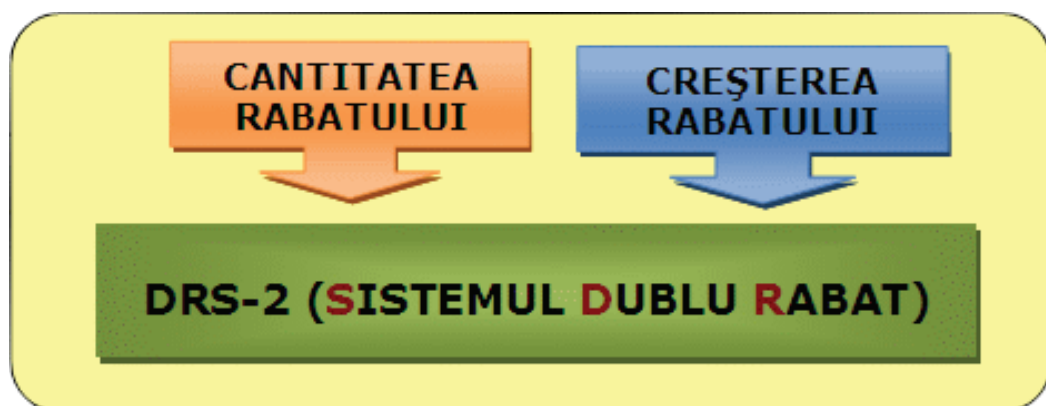 CANTITATEA
RABATULUI
CREŞTEREA
RABATULUI
DRS-2 (SISTEMUL DUBLU RABAT)